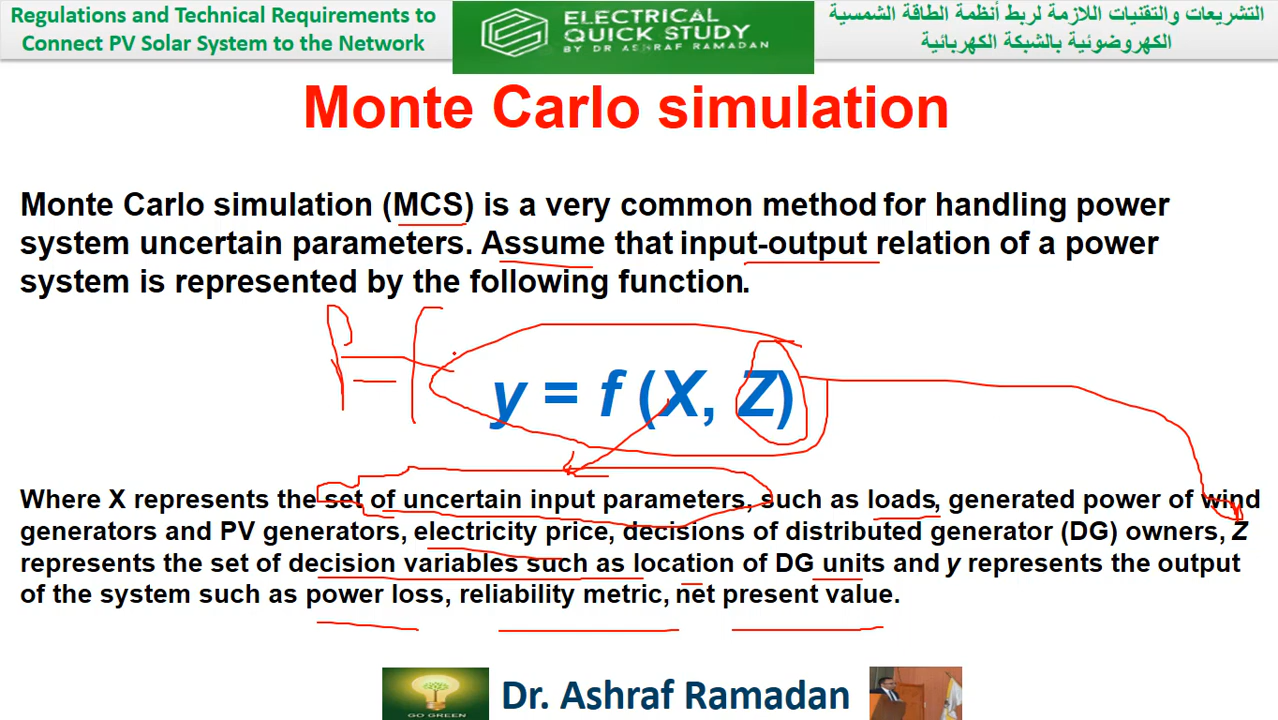 Regulations and Technical Requirements to
Connect PV Solar System to the Network
ELECTRICAL
QUICK STUDY
BY DR ASHRAF RAMADAN
التشريعات والتقنيات اللازمة لربط أنظمة الطاقة الشمسية
الكهروضوئية بالشبكة الكهربائية
Monte Carlo simulation
Monte Carlo simulation (MCS) is a very common method for handling power
system uncertain parameters. Assume that input-output relation of a power
system is represented by the following function.
y = f (X, Z)
Where X represents the set of uncertain input parameters, such as loads, generated power of wind
generators and PV generators, electricity price, decisions of distributed generator (DG) owners, Z
represents the set of decision variables such as location of DG units and y represents the output
of the system such as power loss, reliability metric, net present value.
GO GREEN
Dr. Ashraf Ramadan